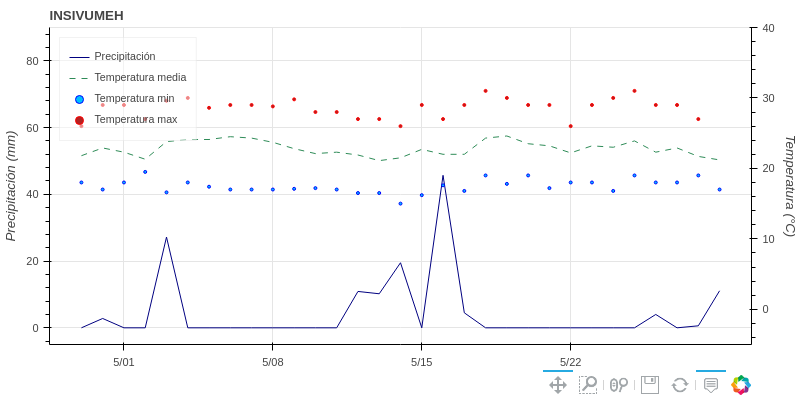 INSIVUMEH
Precipitación
Temperatura media
Temperatura min
Temperatura max
80
60
40
20
0
Precipitación (mm)
40
30
20
10
0
Temperatura (°C)
5/01
5/08
5/15
5/22